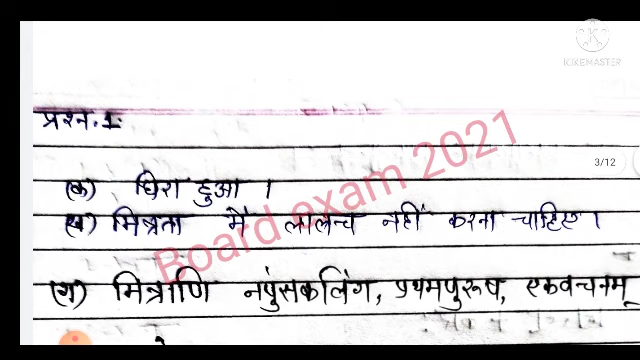 KINEMASTER
प्रश्न.1.
3/12
Board exam 2021
(क) घिरा हुआ ।
(ख) मित्रता में लालच नहीं करना चाहिए ।
(ग) मित्राणि नपुंसकलिंग, प्रथमपुरूष, एकवचनम्